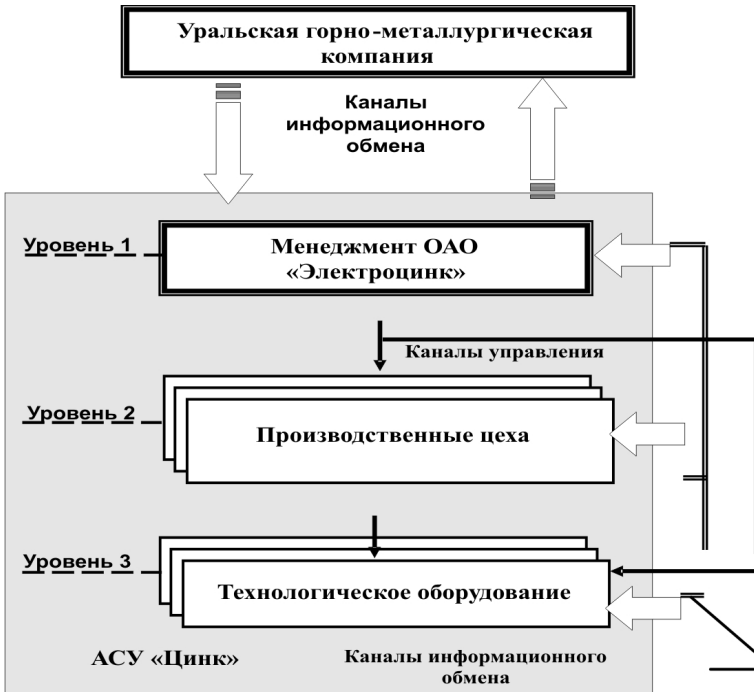 Уральская горно-металлургическая
компания
Каналы
информационного
обмена
Уровень 1
Менеджмент ОАО
«Электроцинк»
Каналы управления
Уровень 2
Производственные цеха
Уровень 3
Технологическое оборудование
АСУ «Цинк»
Каналы информационного
обмена